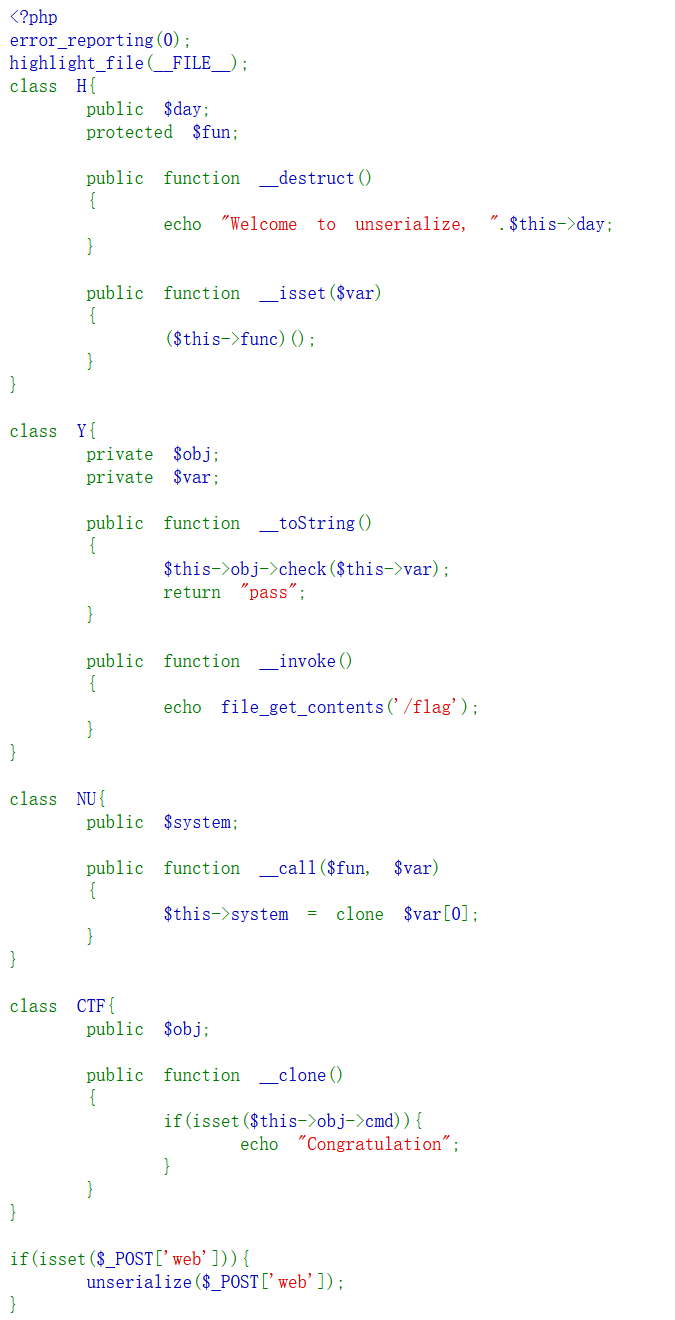 <?php
error_reporting(0);
highlight_file(__FILE__);
class H{
public $day;
protected $fun;
public function __destruct()
{
echo "Welcome to unserialize, ".$this->day;
}
public function __isset($var)
{
($this->func)();
}
}
class Y{
private $obj;
private $var;
public function __toString()
{
$this->obj->check($this->var);
return "pass";
}
public function __invoke()
{
echo file_get_contents('/flag');
}
}
class NU{
public $system;
public function __call($fun, $var)
{
$this->system = clone $var[0];
}
}
class CTF{
public $obj;
public function __clone()
{
if(isset($this->obj->cmd)){
echo "Congratulation";
}
}
}
if(isset($_POST['web'])){
unserialize($_POST['web']);
}